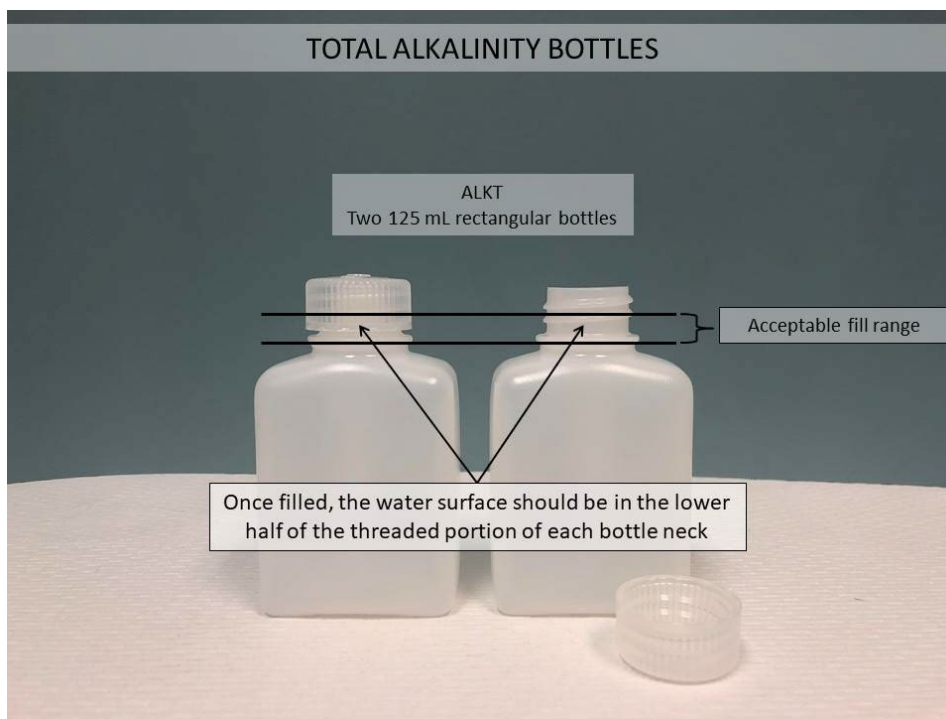 TOTAL ALKALINITY BOTTLES
ALKT
Two 125 mL rectangular bottles
Acceptable fill range
Once filled, the water surface should be in the lower
half of the threaded portion of each bottle neck